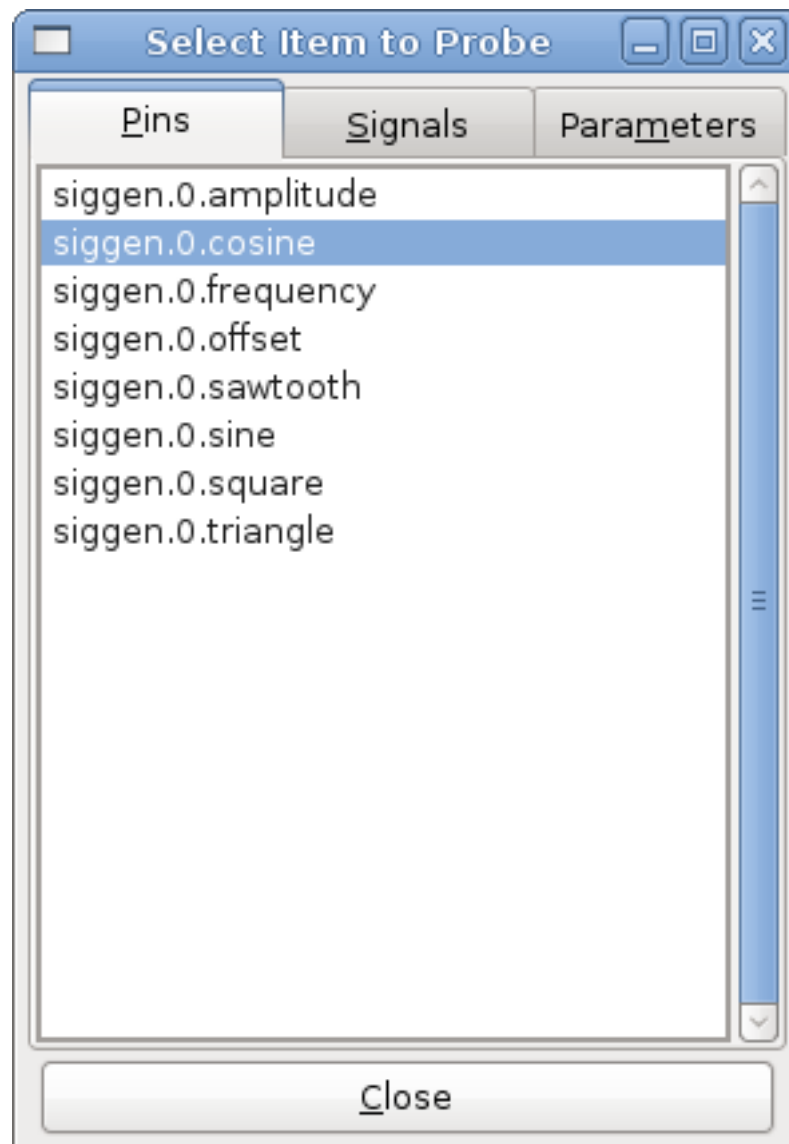 Select Item to Probe
Pins Signals Parameters
siggen.0.amplitude
siggen.0.cosine
siggen.0.frequency
siggen.0.offset
siggen.0.sawtooth
siggen.0.sine
siggen.0.square
siggen.0.triangle
Close